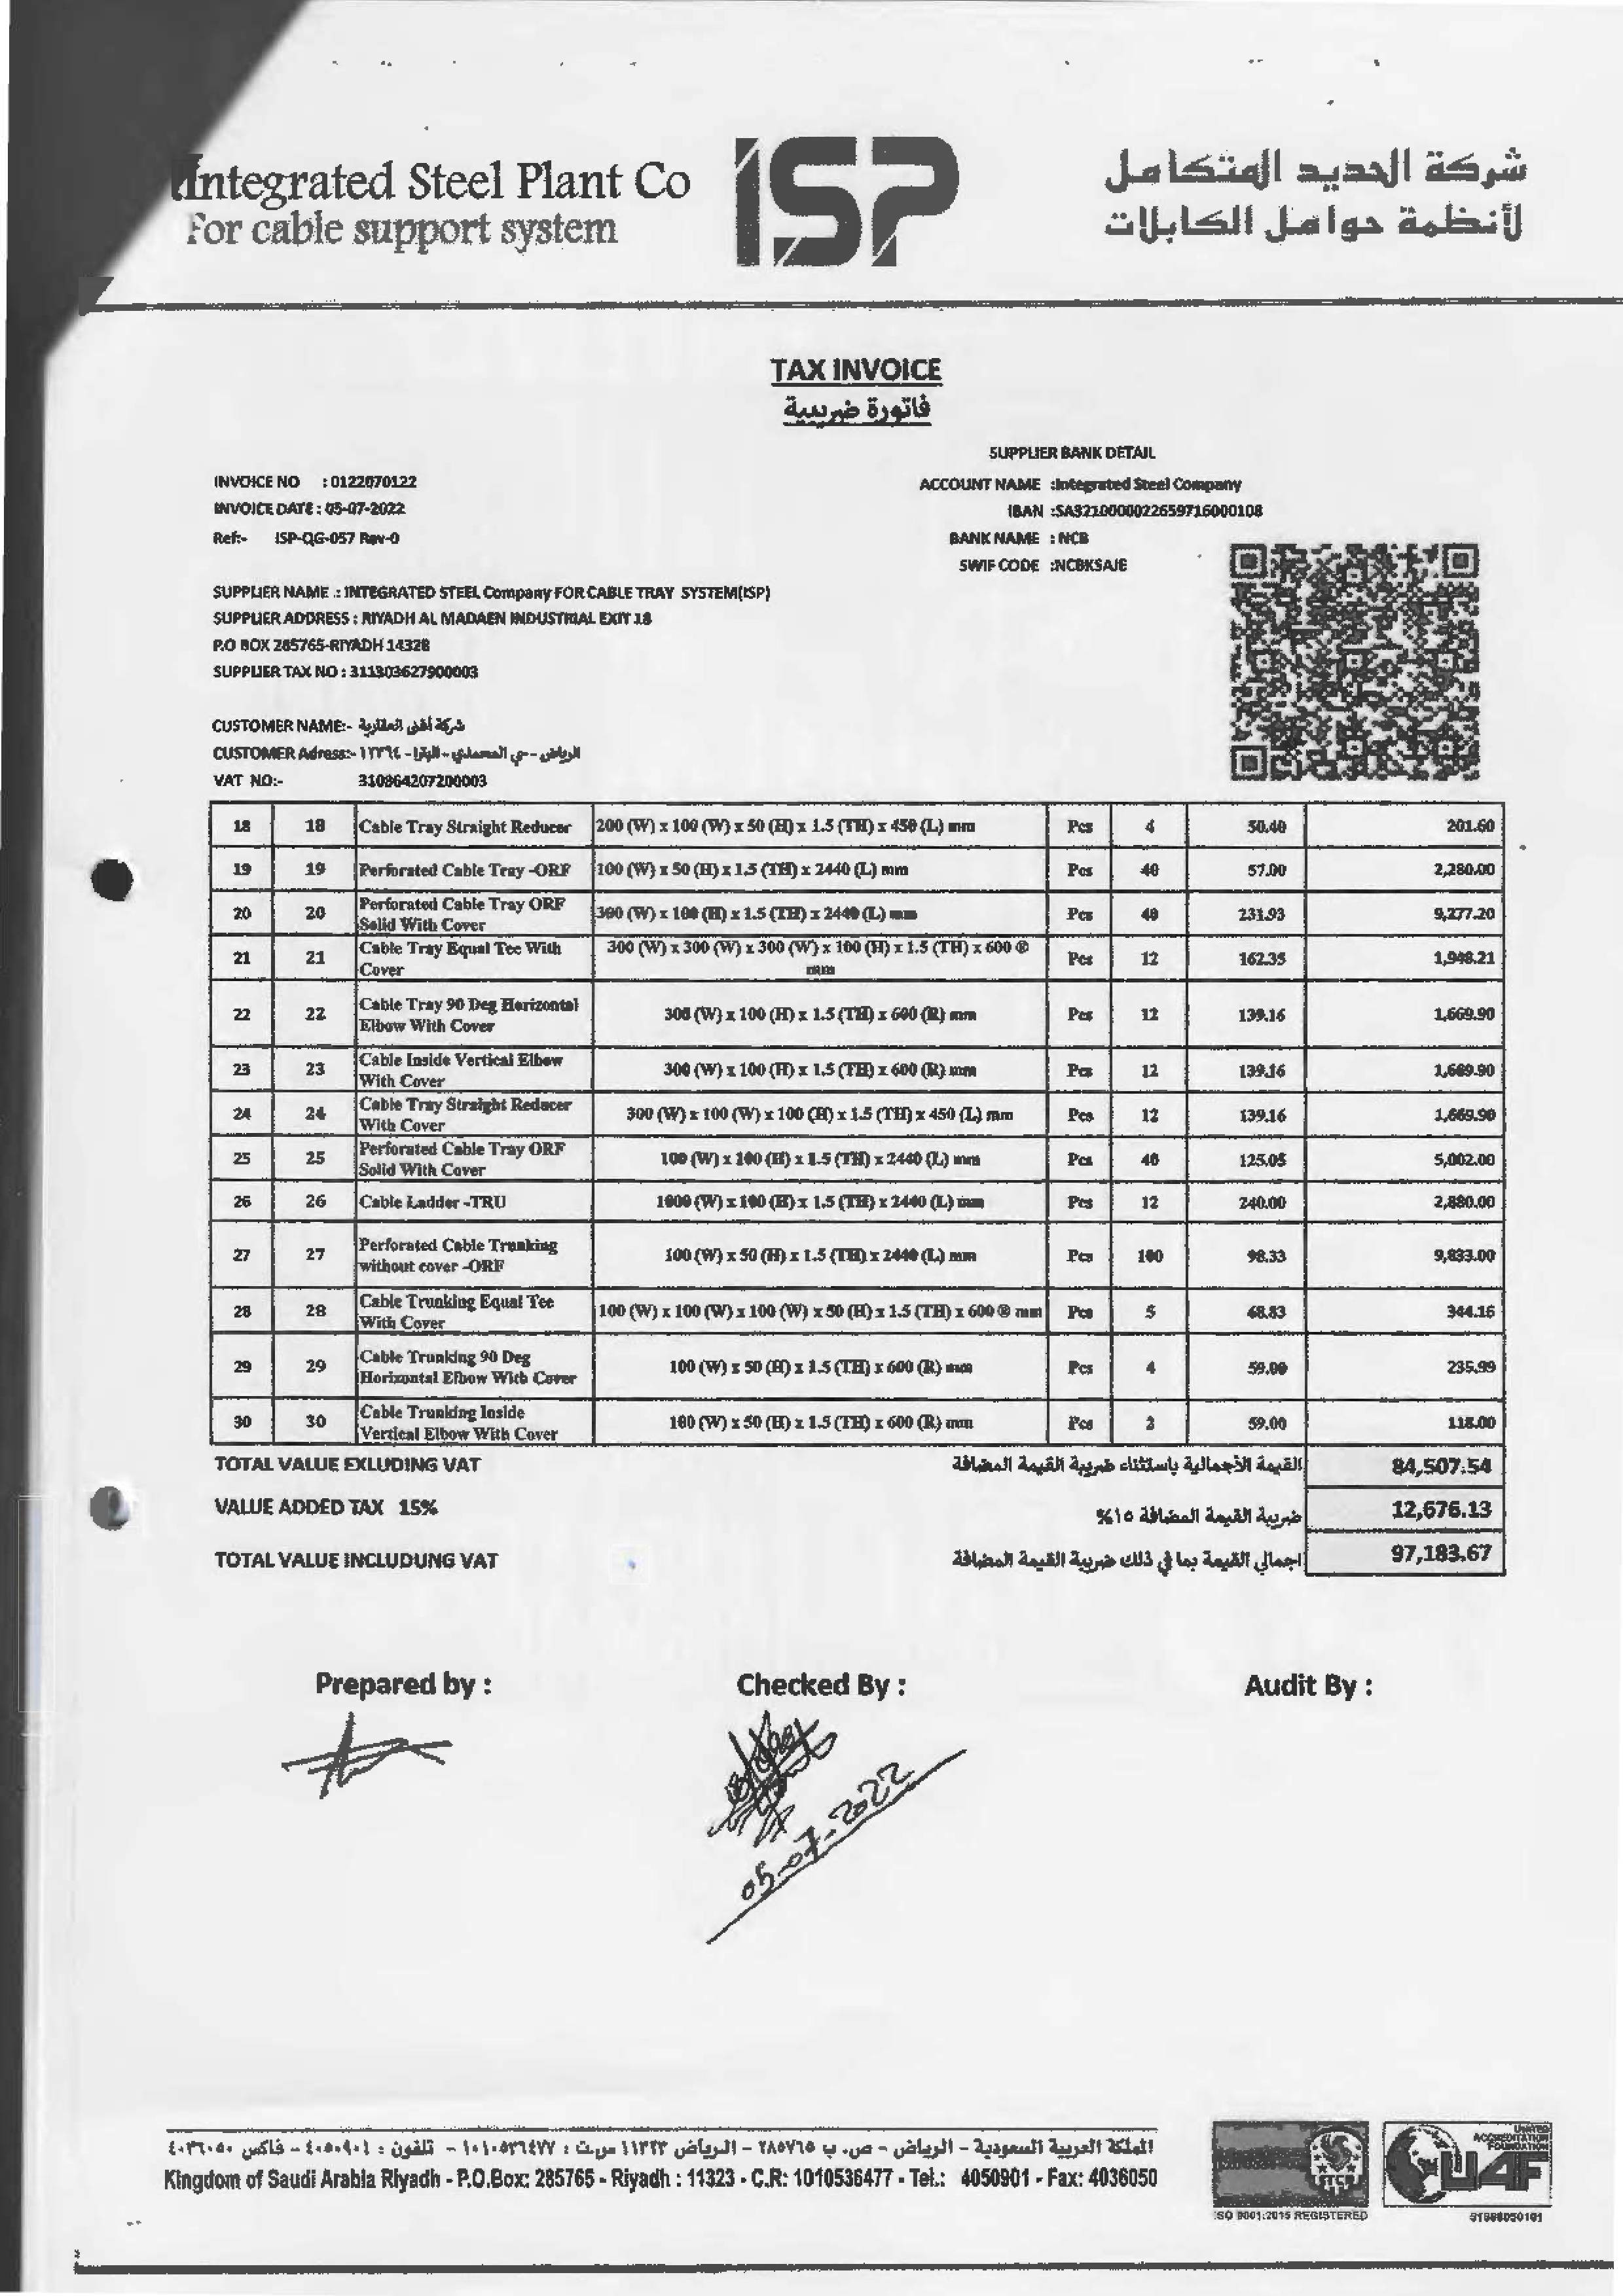 Integrated Steel Plant Co
For cable support system
ISP
شركة الحديد المتكامل
لأنظمة حوامل الكابلات
TAX INVOICE
فاتورة ضريبية
SUPPLIER BANK DETAIL
INVOICE NO : 0122070122
ACCOUNT NAME :Integrated Steel Company
INVOICE DATE : 05-07-2022
IBAN :SA3210000022659716000108
Ref:- ISP-QG-057 Rev-0
BANK NAME : NCB
SWIF CODE :NCBKSAJE
SUPPLIER NAME .: INTEGRATED STEEL Company FOR CABLE TRAY SYSTEM(ISP)
SUPPLIER ADDRESS : RIYADH AL MADAEN INDUSTRIAL EXIT 18
P.O BOX 285765-RIYADH 14328
SUPPLIER TAX NO : 311303627900003
CUSTOMER NAME:- شركة أفق العقارية
CUSTOMER Adress:- الرياض - - البترا - ١٢٢٦٤
VAT NO:- 310864207200003
18 18 Cable Tray Straight Reducer 200 (W) x 100 (W) x 50 (H) x 1.5 (TH) x 450 (L) mm Pcs 4 50.40 201.60
19 19 Perforated Cable Tray -ORF 100 (W) x 50 (H) x 1.5 (TH) x 2440 (L) mm Pcs 40 57.00 2,280.00
20 20 Perforated Cable Tray ORF Solid With Cover 300 (W) x 100 (H) x 1.5 (TH) x 2440 (L) mm Pcs 40 231.93 9,277.20
21 21 Cable Tray Equal Tee With Cover 300 (W) x 300 (W) x 300 (W) x 100 (H) x 1.5 (TH) x 600 ® mm Pcs 12 162.35 1,948.21
22 22 Cable Tray 90 Deg Horizontal Elbow With Cover 300 (W) x 100 (H) x 1.5 (TH) x 600 (R) mm Pcs 12 139.16 1,669.90
23 23 Cable Inside Vertical Elbow With Cover 300 (W) x 100 (H) x 1.5 (TH) x 600 (R) mm Pcs 12 139.16 1,669.90
24 24 Cable Tray Straight Reducer With Cover 300 (W) x 100 (W) x 100 (H) x 1.5 (TH) x 450 (L) mm Pcs 12 139.16 1,669.90
25 25 Perforated Cable Tray ORF Solid With Cover 100 (W) x 100 (H) x 1.5 (TH) x 2440 (L) mm Pcs 40 125.05 5,002.00
26 26 Cable Ladder -TRU 1000 (W) x 100 (H) x 1.5 (TH) x 2440 (L) mm Pcs 12 240.00 2,880.00
27 27 Perforated Cable Trunking without cover -ORF 100 (W) x 50 (H) x 1.5 (TH) x 2440 (L) mm Pcs 100 98.33 9,833.00
28 28 Cable Trunking Equal Tee With Cover 100 (W) x 100 (W) x 100 (W) x 50 (H) x 1.5 (TH) x 600 ® mm Pcs 5 68.83 344.16
29 29 Cable Trunking 90 Deg Horizontal Elbow With Cover 100 (W) x 50 (H) x 1.5 (TH) x 600 (R) mm Pcs 4 59.00 235.99
30 30 Cable Trunking Inside Vertical Elbow With Cover 100 (W) x 50 (H) x 1.5 (TH) x 600 (R) mm Pcs 2 59.00 118.00
TOTAL VALUE EXLUDING VAT القيمة الأجمالية باستثناء ضريبة القيمة المضافة 84,507.54
VALUE ADDED TAX 15% ضريبة القيمة المضافة ١٥% 12,676.13
TOTAL VALUE INCLUDUNG VAT اجمالي القيمة بما في ذلك ضريبة القيمة المضافة 97,183.67
Prepared by : Checked By : Audit By :
05-07-2022
المملكة العربية السعودية - الرياض - ص. ب ٢٨٥٧٦٥ - الرياض ١١٣٢٣ س.ت : ١٠١٠٥٣٦٤٧٧ - تلفون : ٤٠٥٠٩٠١ - فاكس ٤٠٣٦٠٥٠
Kingdom of Saudi Arabia Riyadh - P.O.Box: 285765 - Riyadh : 11323 - C.R: 1010536477 - Tel.: 4050901 - Fax: 4036050
STCR
ISO 9001:2015 REGISTERED
UNITED
ACCREDITATION
FOUNDATION
UAF